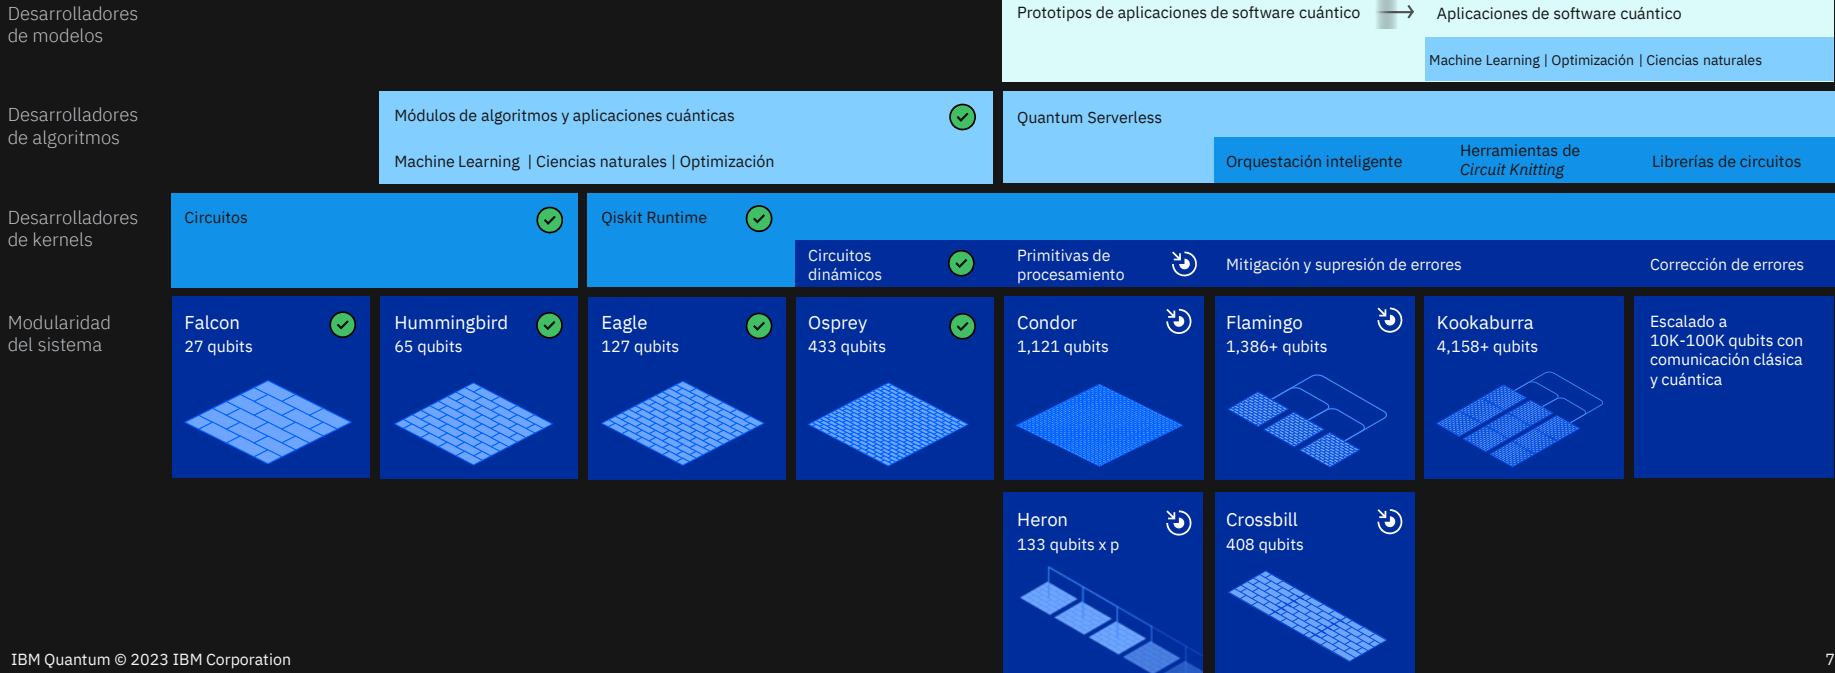 Desarrolladores
de modelos
Prototipos de aplicaciones de software cuántico
Aplicaciones de software cuántico
Machine Learning | Optimización | Ciencias naturales
Desarrolladores
de algoritmos
Módulos de algoritmos y aplicaciones cuánticas
Machine Learning | Ciencias naturales | Optimización
Quantum Serverless
Orquestación inteligente
Herramientas de
Circuit Knitting
Librerías de circuitos
Desarrolladores
de kernels
Circuitos
Qiskit Runtime
Circuitos
dinámicos
Primitivas de
procesamiento
Mitigación y supresión de errores
Corrección de errores
Modularidad
del sistema
Falcon
27 qubits
Hummingbird
65 qubits
Eagle
127 qubits
Osprey
433 qubits
Condor
1,121 qubits
Flamingo
1,386+ qubits
Kookaburra
4,158+ qubits
Escalado a
10K-100K qubits con
comunicación clásica
y cuántica
Heron
133 qubits x p
Crossbill
408 qubits
IBM Quantum © 2023 IBM Corporation
7